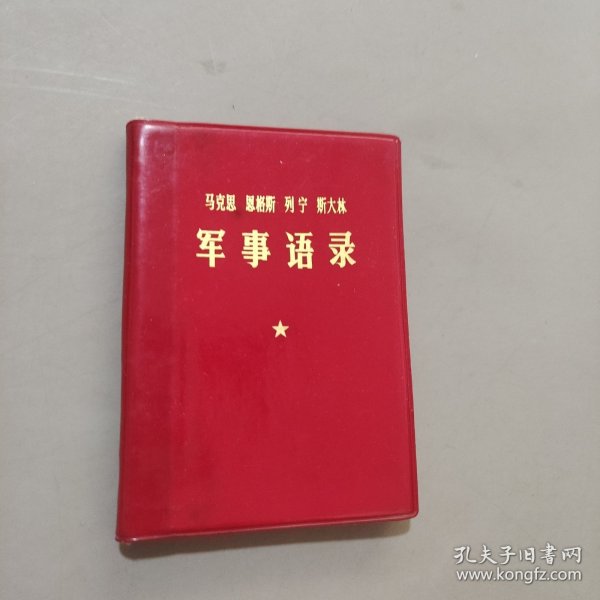 马克思 恩格斯 列宁 斯大林
军事语录
孔夫子旧书网
www.kongfz.com